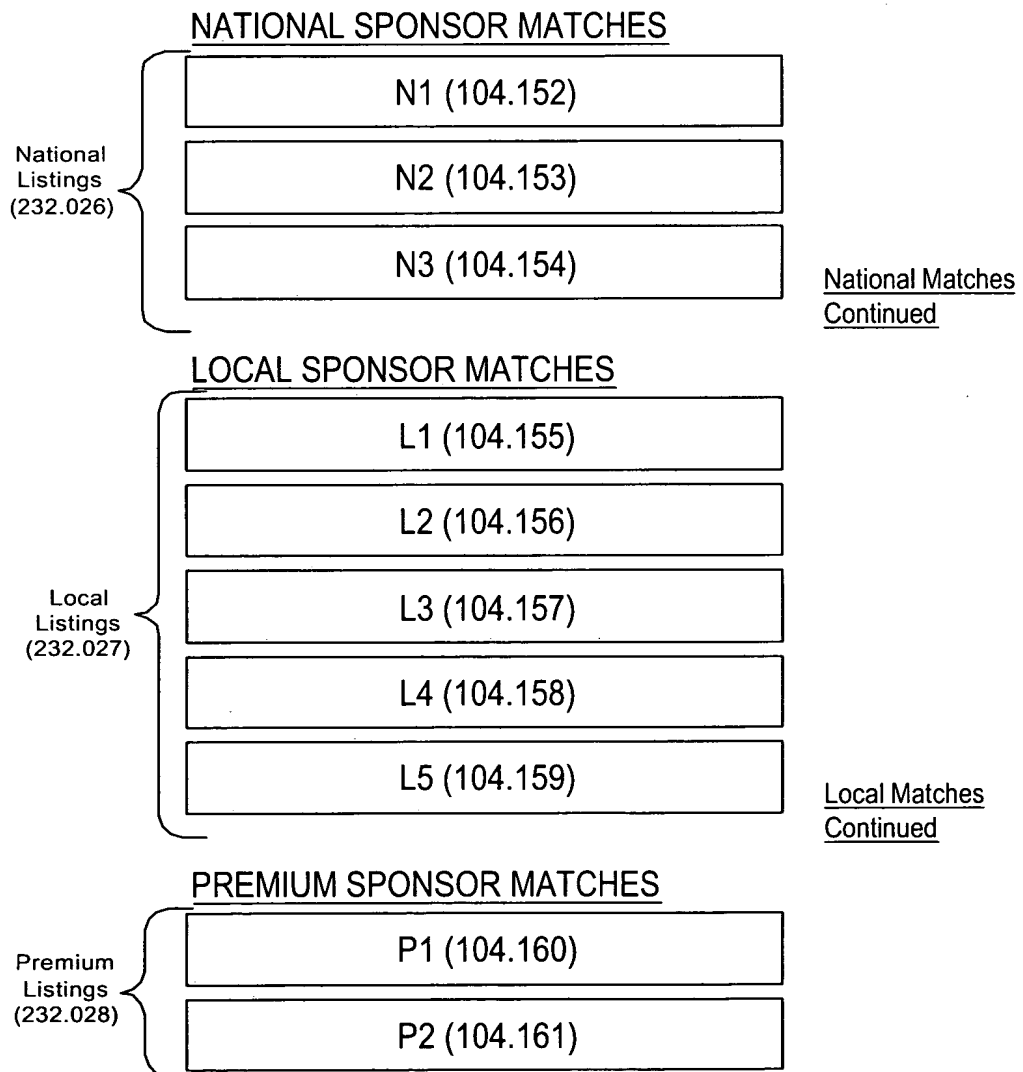 NATIONAL SPONSOR MATCHES
N1 (104.152)
National
Listings
(232.026)
N2 (104.153)
N3 (104.154)
National Matches
Continued
LOCAL SPONSOR MATCHES
L1 (104.155)
L2 (104.156)
Local
Listings
(232.027)
L3 (104.157)
L4 (104.158)
L5 (104.159)
Local Matches
Continued
PREMIUM SPONSOR MATCHES
P1 (104.160)
Premium
Listings
(232.028)
P2 (104.161)